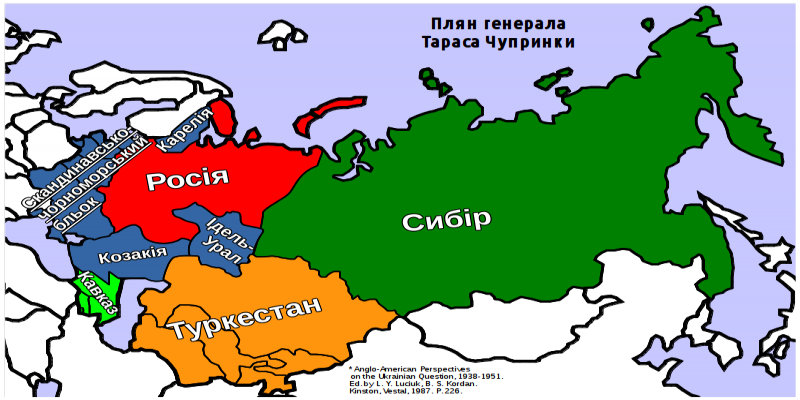 Плян генерала
Тараса Чупринки
Карелія
Скандинавсько-
чорноморський
бльок
Росія
Сибір
Ідель-
Урал
Козакія
Кавказ
Туркестан
* Anglo-American Perspectives
on the Ukrainian Question, 1938-1951.
Ed.by L. Y. Luciuk, B. S. Kordan.
Kinston, Vestal, 1987. P.226.